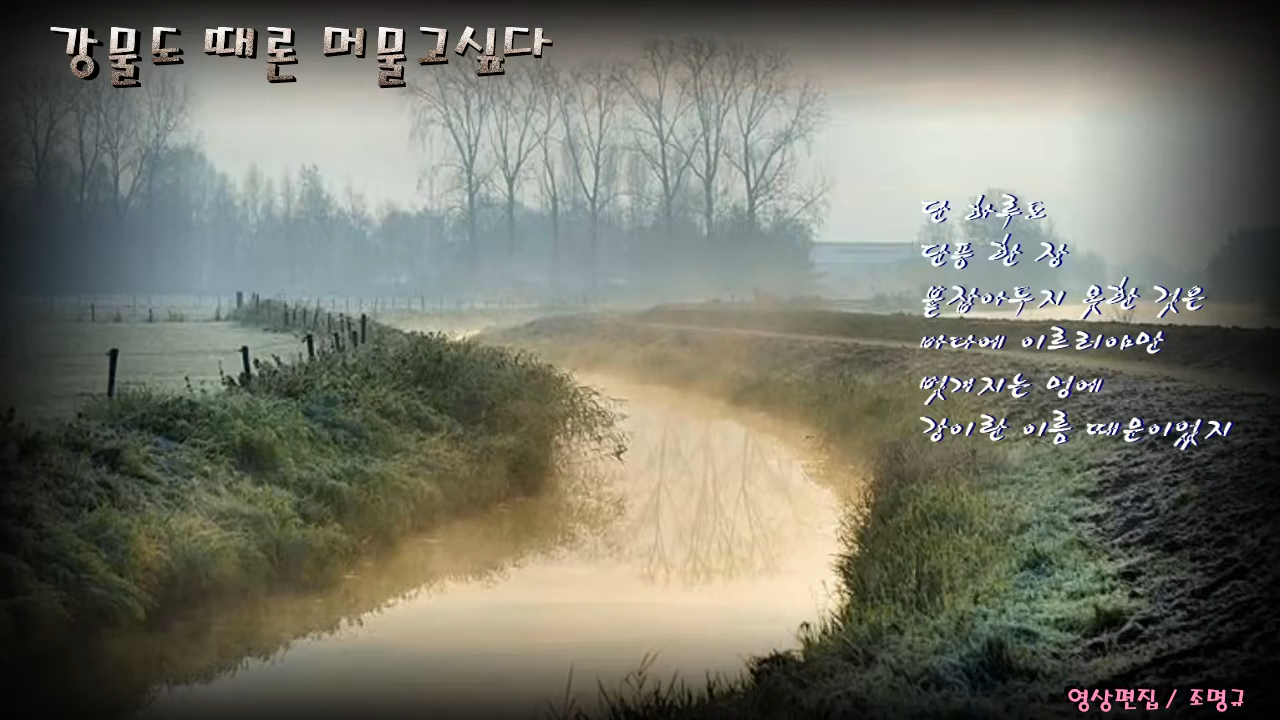 강물도 때론 머물고싶다
단 하루도
단풍 한 장
붙잡아두지 못한 것은
바다에 이르러야만
벗겨지는 멍에
강이란 이름 때문이었지
영상편집 / 조명규